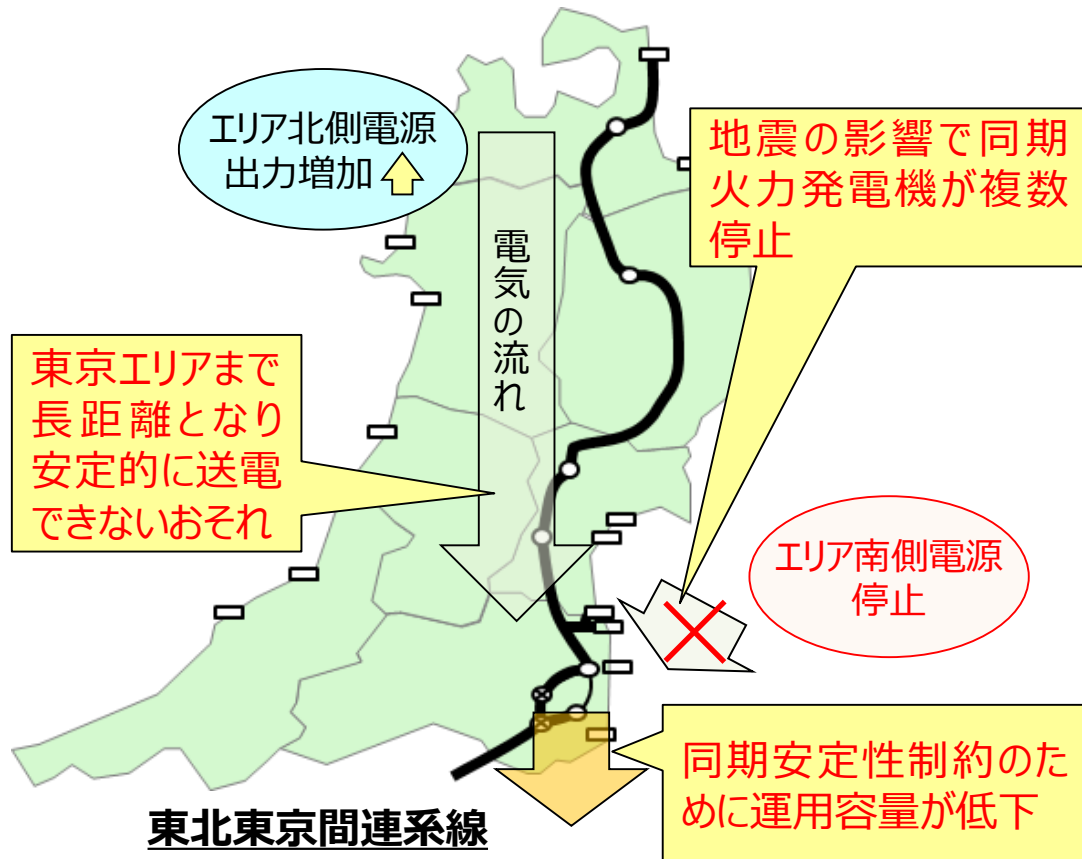 エリア北側電源
出力増加
地震の影響で同期
火力発電機が複数
停止
電気の流れ
東京エリアまで
長距離となり
安定的に送電
できないおそれ
エリア南側電源
停止
同期安定性制約のた
めに運用容量が低下
東北東京間連系線